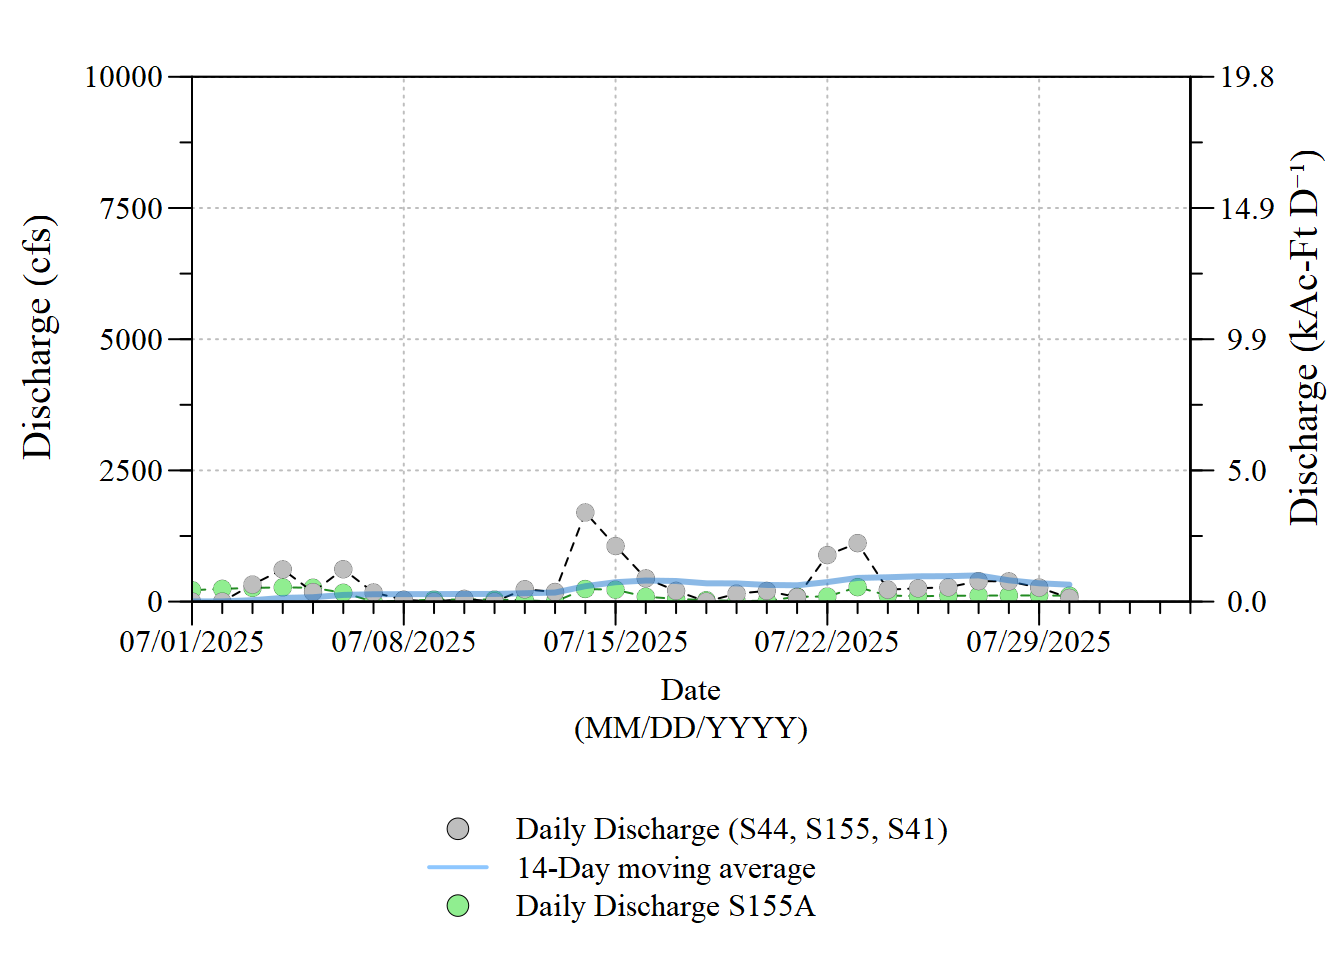 10000
7500
5000
2500
0
Discharge (cfs)
19.8
14.9
9.9
5.0
0.0
Discharge (kAc-Ft D⁻¹)
07/01/2025
07/08/2025
07/15/2025
07/22/2025
07/29/2025
Date
(MM/DD/YYYY)
Daily Discharge (S44, S155, S41)
14-Day moving average
Daily Discharge S155A